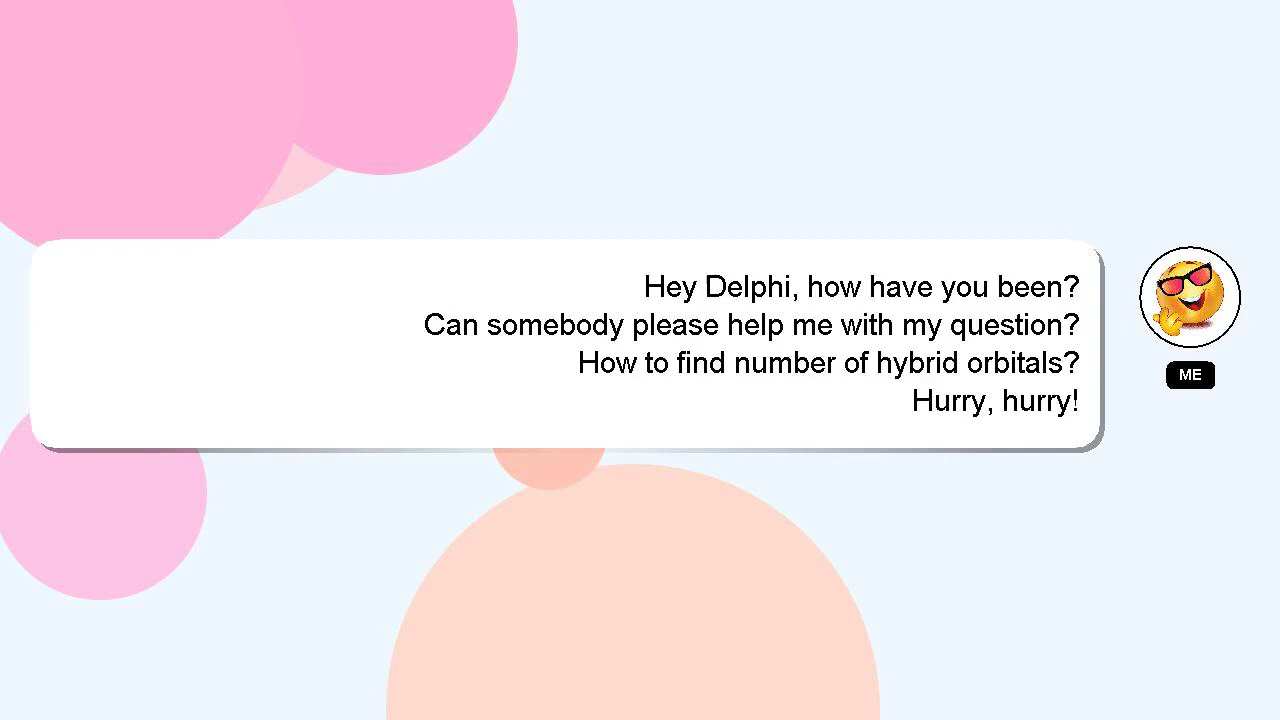 Hey Delphi, how have you been?
Can somebody please help me with my question?
How to find number of hybrid orbitals?
Hurry, hurry!
ME